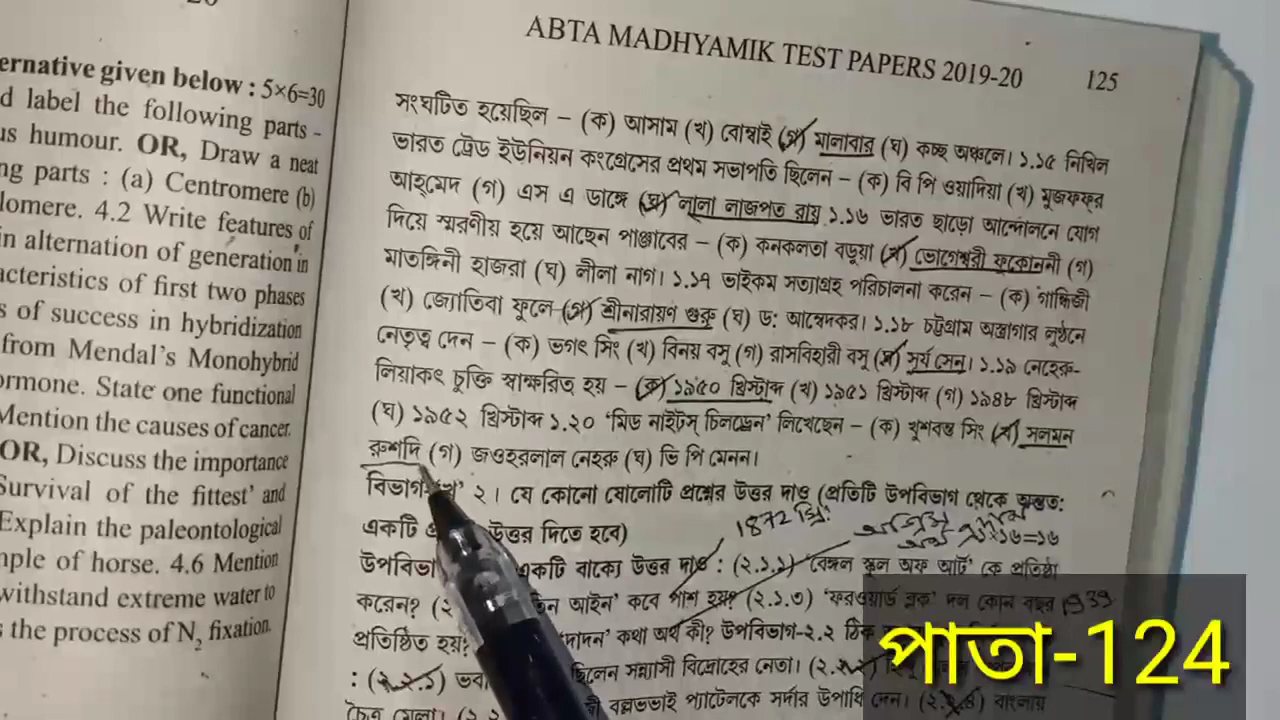 20
ernative given below : 5×6=30
d label the following parts -
us humour. OR, Draw a neat
ng parts : (a) Centromere (b)
lomere. 4.2 Write features of
in alternation of generation in
acteristics of first two phases
s of success in hybridization
from Mendal's Monohybrid
ormone. State one functional
Mention the causes of cancer.
OR, Discuss the importance
Survival of the fittest' and
Explain the paleontological
mple of horse. 4.6 Mention
withstand extreme water to
s the process of N2 fixation.
ABTA MADHYAMIK TEST PAPERS 2019-20 125
সংঘটিত হয়েছিল – (ক) আসাম (খ) বোম্বাই (গ) মালাবার (ঘ) কচ্ছ অঞ্চলে। ১.১৫ নিখিল
ভারত ট্রেড ইউনিয়ন কংগ্রেসের প্রথম সভাপতি ছিলেন – (ক) বি পি ওয়াদিয়া (খ) মুজফফ্‌র
আহ্‌মেদ (গ) এস এ ডাঙ্গে (ঘ) লালা লাজপত রায় ১.১৬ ভারত ছাড়ো আন্দোলনে যোগ
দিয়ে স্মরণীয় হয়ে আছেন পাঞ্জাবের – (ক) কনকলতা বড়ুয়া (খ) ভোগেশ্বরী ফুকোননী (গ)
মাতঙ্গিনী হাজরা (ঘ) লীলা নাগ। ১.১৭ ভাইকম সত্যাগ্রহ পরিচালনা করেন – (ক) গান্ধিজী
(খ) জ্যোতিবা ফুলে (গ) শ্রীনারায়ণ গুরু (ঘ) ড: আম্বেদকর। ১.১৮ চট্টগ্রাম অস্ত্রাগার লুণ্ঠনে
নেতৃত্ব দেন – (ক) ভগৎ সিং (খ) বিনয় বসু (গ) রাসবিহারী বসু (ঘ) সূর্য সেন। ১.১৯ নেহেরু-
লিয়াকৎ চুক্তি স্বাক্ষরিত হয় – (ক) ১৯৫০ খ্রিস্টাব্দ (খ) ১৯৫১ খ্রিস্টাব্দ (গ) ১৯৪৮ খ্রিস্টাব্দ
(ঘ) ১৯৫২ খ্রিস্টাব্দ ১.২০ 'মিড নাইটস্ চিলড্রেন' লিখেছেন – (ক) খুশবন্ত সিং (খ) সলমন
রুশদি (গ) জওহরলাল নেহরু (ঘ) ভি পি মেনন।
বিভাগ-'খ' ২। যে কোনো ষোলোটি প্রশ্নের উত্তর দাও (প্রতিটি উপবিভাগ থেকে অন্তত:
একটি উত্তর দিতে হবে) ১×১৬=১৬
1872 খ্রি:
একটি বাক্যে উত্তর দাও : (২.১.১) 'বেঙ্গল স্কুল অফ আর্ট' কে প্রতিষ্ঠা
করেন? আইন' কবে পাশ হয়? (২.১.৩) 'ফরওয়ার্ড ব্লক' দল কোন বছর 1939
প্রতিষ্ঠিত হয়? 'দাদন' কথা অর্থ কী? উপবিভাগ-২.২ ঠিক
: (২.২.১) ছিলেন সন্ন্যাসী বিদ্রোহের নেতা।
বল্লভভাই প্যাটেলকে সর্দার উপাধি দেন। বাংলায়
চৈত্র মেলা।
পাতা-124